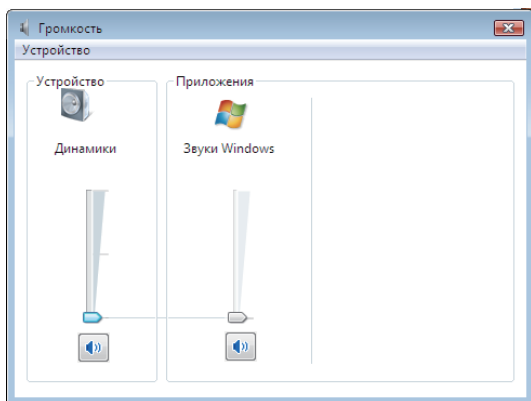 Громкость
Устройство
Устройство
Приложения
Динамики
Звуки Windows